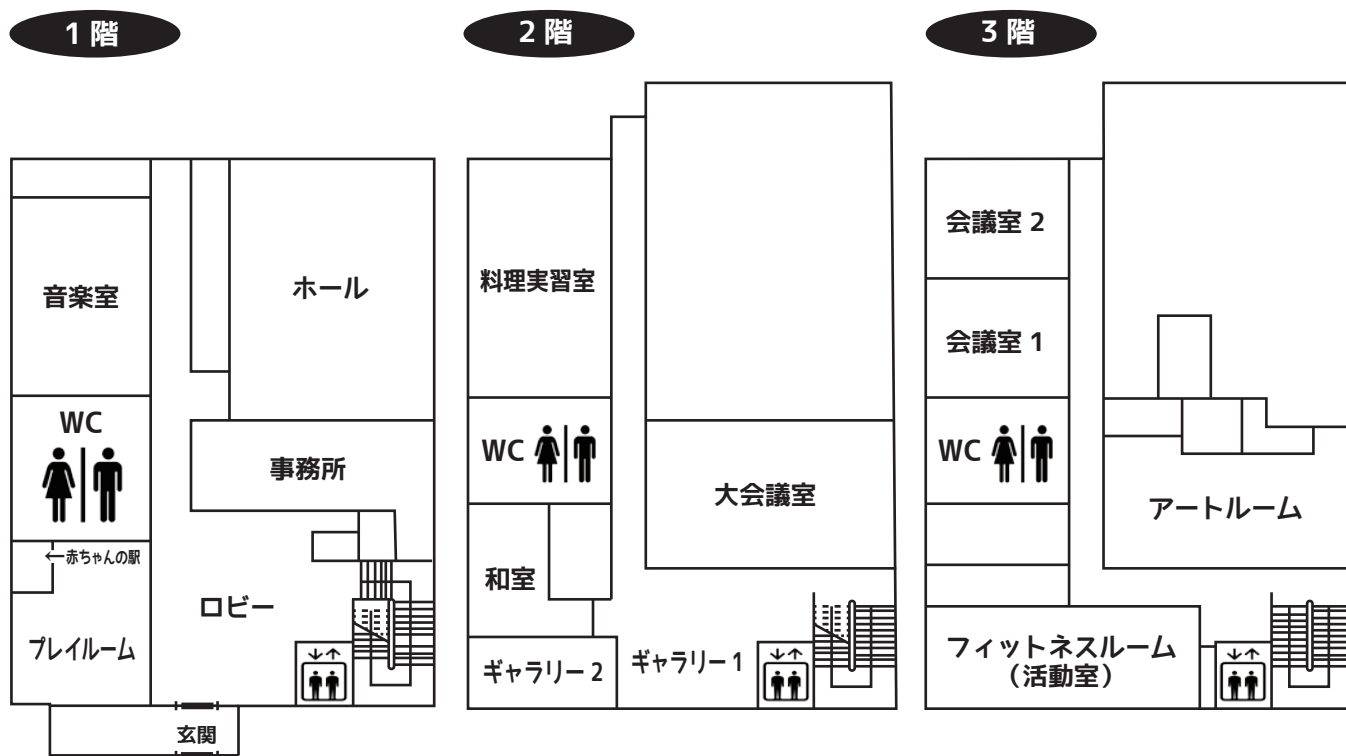 1階
音楽室
ホール
WC
事務所
←赤ちゃんの駅
ロビー
プレイルーム
玄関
2階
料理実習室
WC
大会議室
和室
ギャラリー1
ギャラリー2
3階
会議室2
会議室1
WC
アートルーム
フィットネスルーム
（活動室）